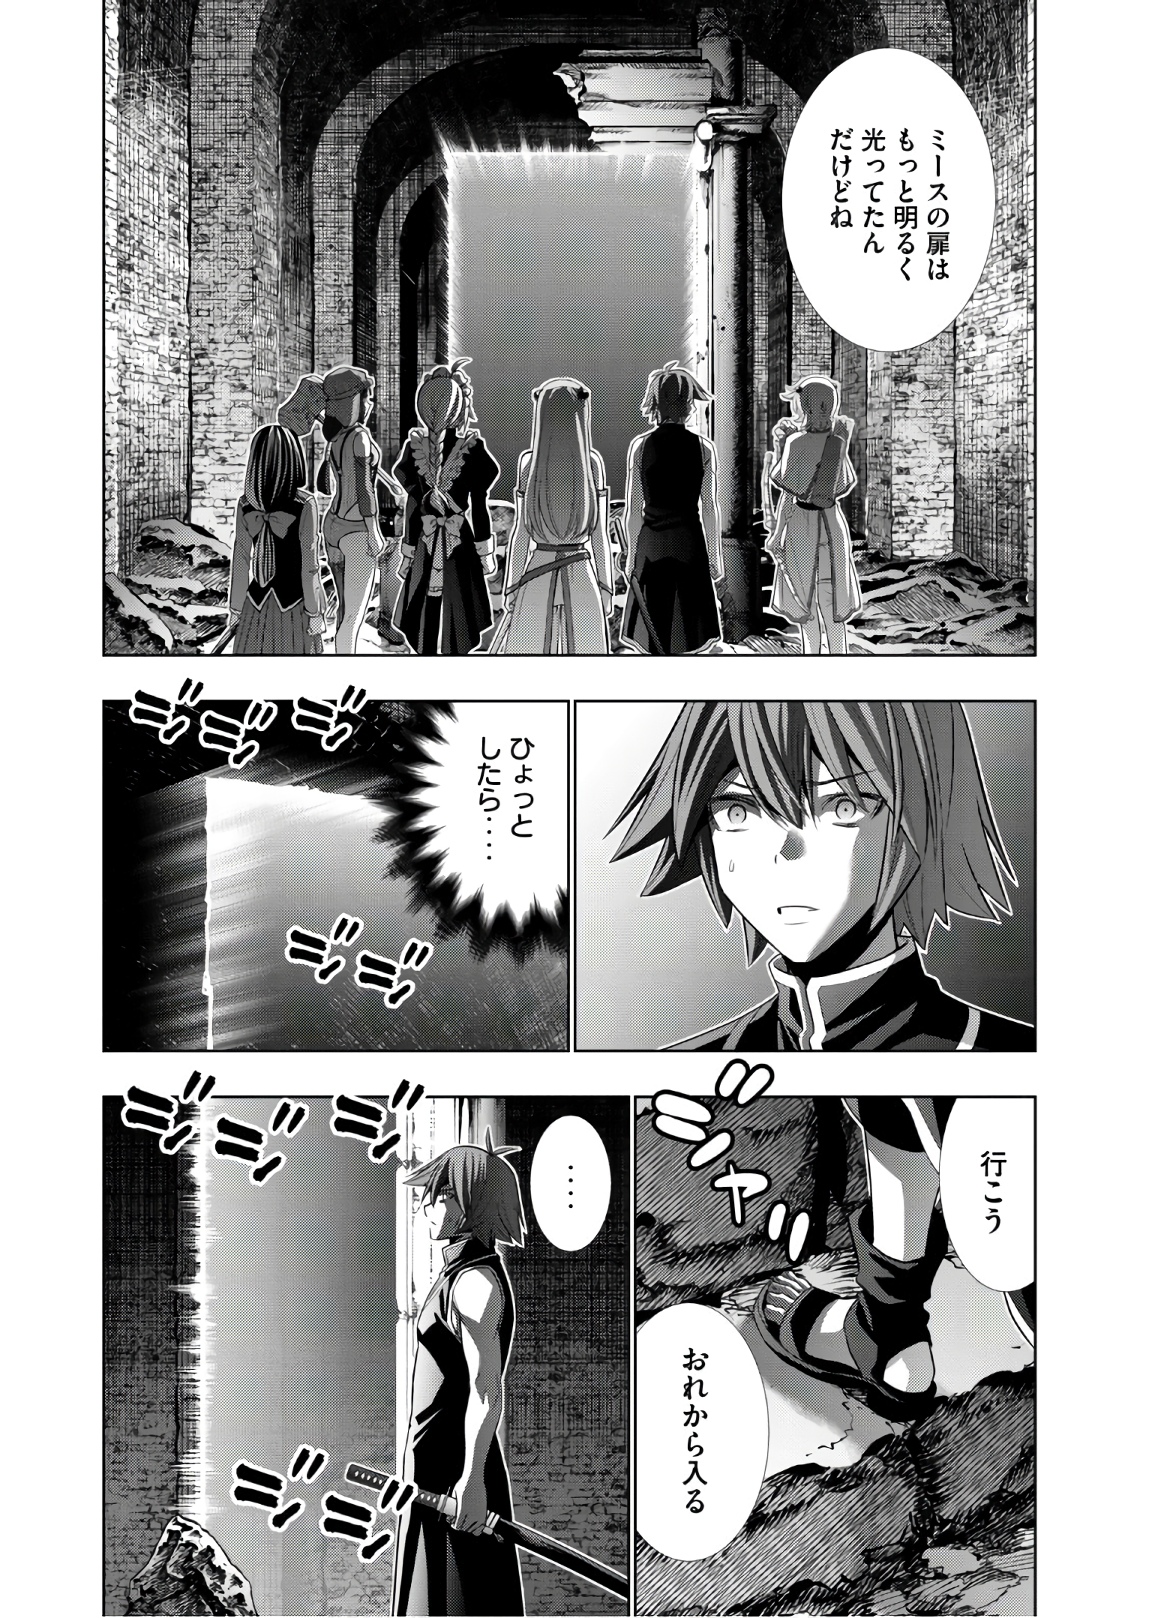 ミースの扉は
もっと明るく
光ってたん
だけどね
ひょっと
したら・・・・
ジジジ
ジジ
行こう
ジャ
おれから入る
・・・・
ジジジ
ジジ
ジジ